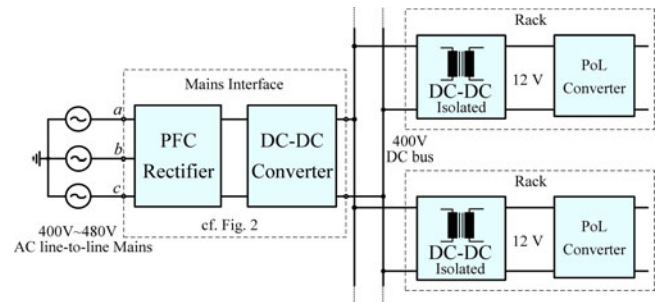 Rack
DC-DC
Isolated
12 V
PoL
Converter
Mains Interface
a
b
c
PFC
Rectifier
DC-DC
Converter
cf. Fig. 2
400V~480V
AC line-to-line Mains
400V
DC bus
Rack
DC-DC
Isolated
12 V
PoL
Converter